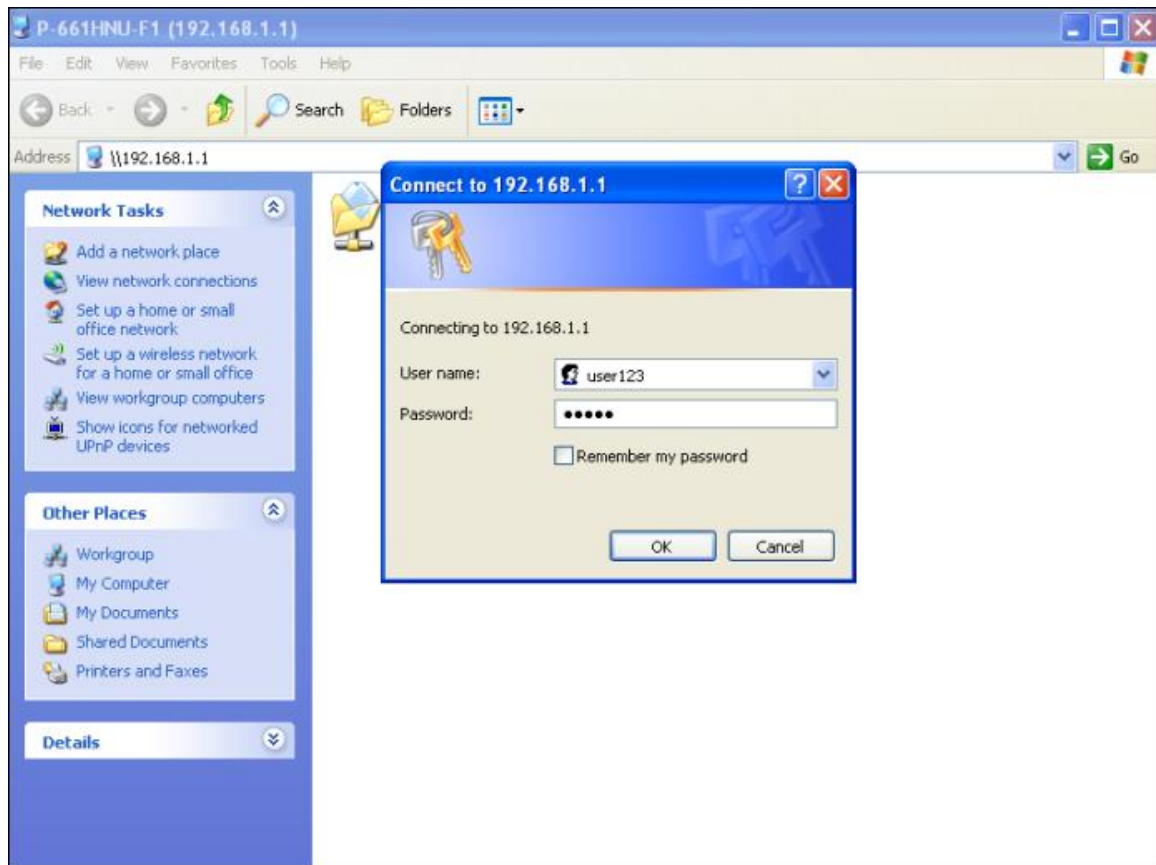 P-661HNU-F1 (192.168.1.1)
File Edit View Favorites Tools Help
Back Search Folders
Address \\192.168.1.1 Go
Network Tasks
Add a network place
View network connections
Set up a home or small
office network
Set up a wireless network
for a home or small office
View workgroup computers
Show icons for networked
UPnP devices
Other Places
Workgroup
My Computer
My Documents
Shared Documents
Printers and Faxes
Details
Connect to 192.168.1.1
Connecting to 192.168.1.1
User name: user123
Password: •••••
Remember my password
OK Cancel